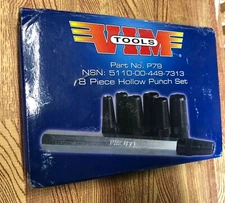 VIM
TOOLS
Part No. P79
NSN: 5110-00-449-7313
8 Piece Hollow Punch Set